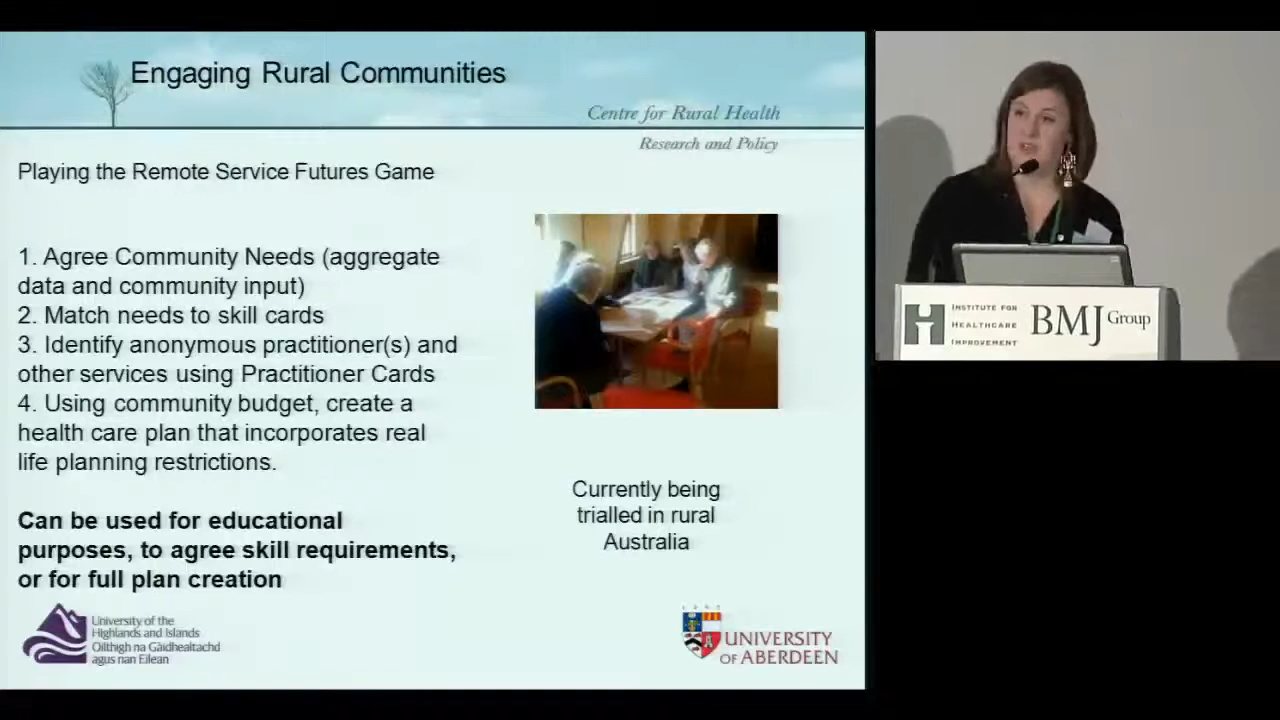 Engaging Rural Communities
Centre for Rural Health
Research and Policy
Playing the Remote Service Futures Game
1. Agree Community Needs (aggregate
data and community input)
2. Match needs to skill cards
3. Identify anonymous practitioner(s) and
other services using Practitioner Cards
4. Using community budget, create a
health care plan that incorporates real
life planning restrictions.
Can be used for educational
purposes, to agree skill requirements,
or for full plan creation
Currently being
trialled in rural
Australia
University of the
Highlands and Islands
Oilthigh na Gàidhealtachd
agus nan Eilean
UNIVERSITY
OF ABERDEEN
INSTITUTE FOR
HEALTHCARE
IMPROVEMENT
BMJ Group